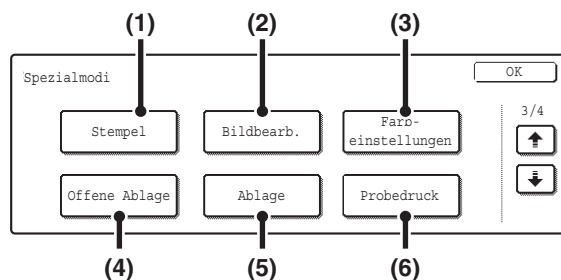 (1) (2) (3)
Spezialmodi OK
3/4
Stempel Bildbearb. Farb-
einstellungen
Offene Ablage Ablage Probedruck
(4) (5) (6)